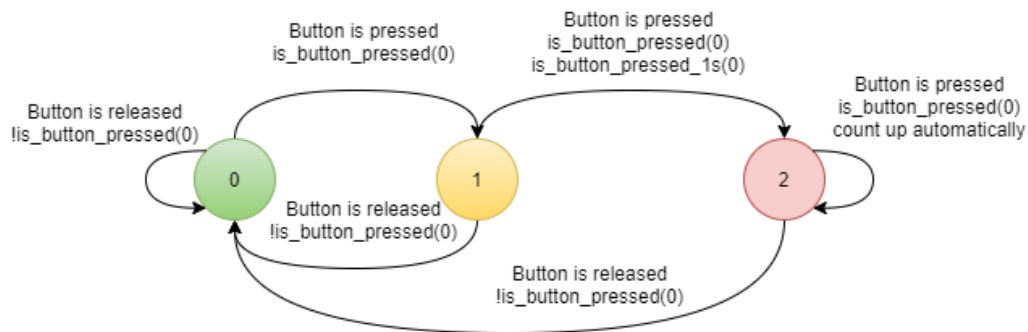 Button is pressed
is_button_pressed(0)
Button is pressed
is_button_pressed(0)
is_button_pressed_1s(0)
Button is pressed
is_button_pressed(0)
count up automatically
Button is released
!is_button_pressed(0)
0
1
2
Button is released
!is_button_pressed(0)
Button is released
!is_button_pressed(0)